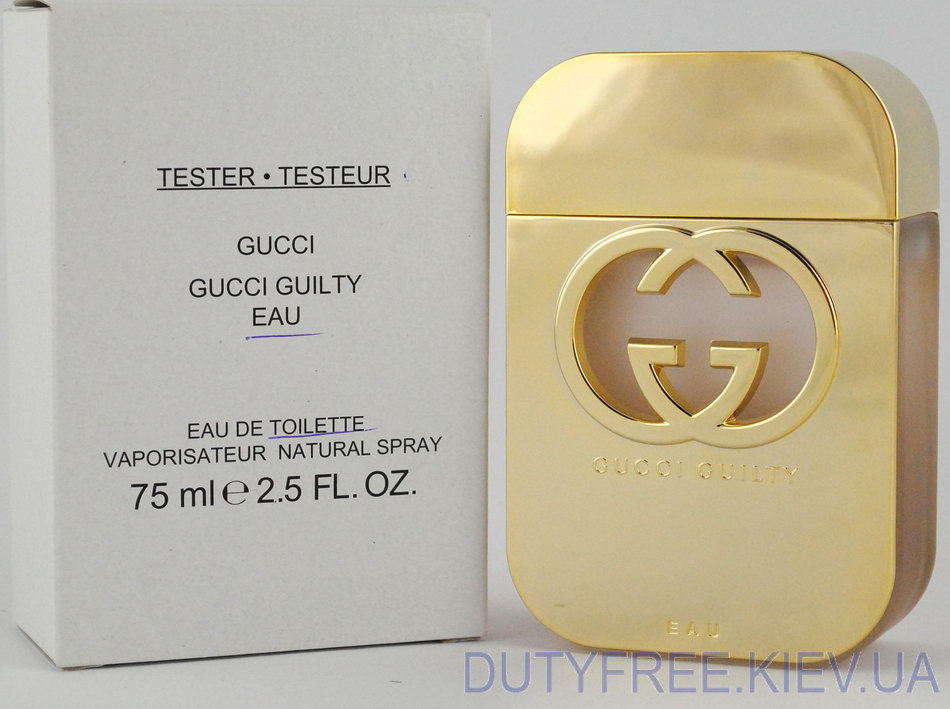 TESTER • TESTEUR
GUCCI
GUCCI GUILTY
EAU
EAU DE TOILETTE
VAPORISATEUR NATURAL SPRAY
75 ml ℮ 2.5 FL. OZ.
GUCCI GUILTY
EAU
DUTYFREE.KIEV.UA